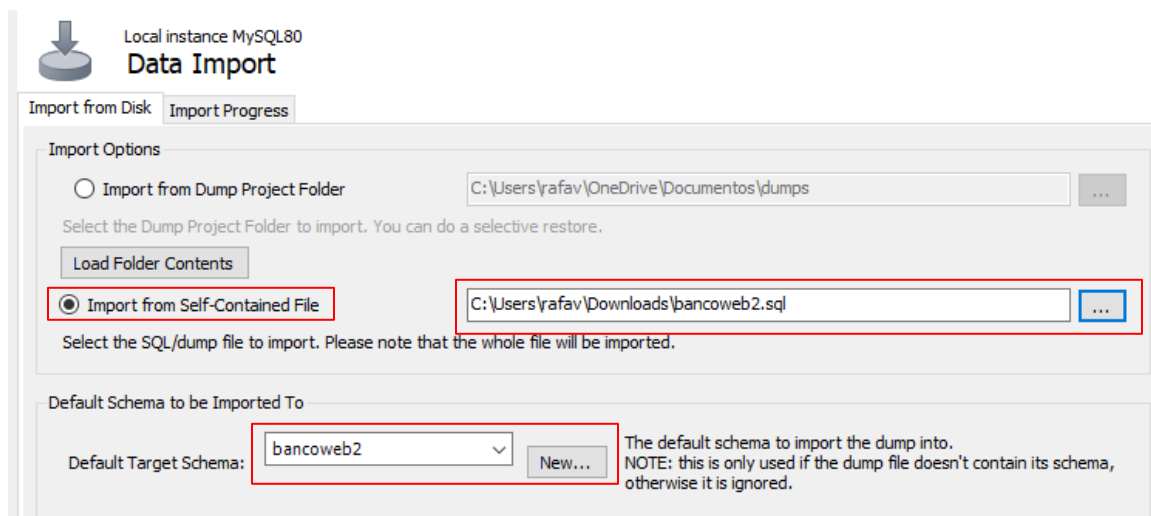 Local instance MySQL80
Data Import
Import from Disk
Import Progress
Import Options
Import from Dump Project Folder
C:\Users\rafav\OneDrive\Documentos\dumps
...
Select the Dump Project Folder to import. You can do a selective restore.
Load Folder Contents
Import from Self-Contained File
C:\Users\rafav\Downloads\bancoweb2.sql
...
Select the SQL/dump file to import. Please note that the whole file will be imported.
Default Schema to be Imported To
Default Target Schema:
bancoweb2
New...
The default schema to import the dump into.
NOTE: this is only used if the dump file doesn't contain its schema,
otherwise it is ignored.